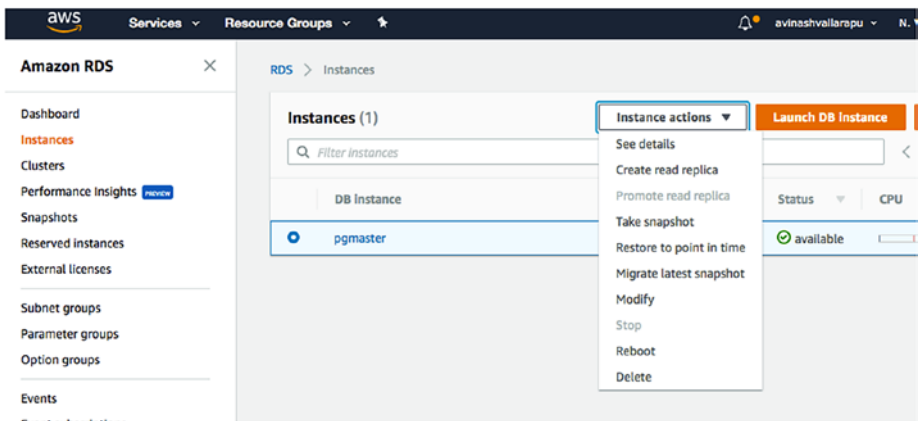 aws Services Resource Groups avinashvallarapu N.
Amazon RDS
RDS > Instances
Dashboard
Instances
Clusters
Performance Insights PREVIEW
Snapshots
Reserved instances
External licenses
Subnet groups
Parameter groups
Option groups
Events
Instances (1)
Instance actions
Launch DB Instance
Filter instances
DB Instance
Status
CPU
pgmaster
available
See details
Create read replica
Promote read replica
Take snapshot
Restore to point in time
Migrate latest snapshot
Modify
Stop
Reboot
Delete